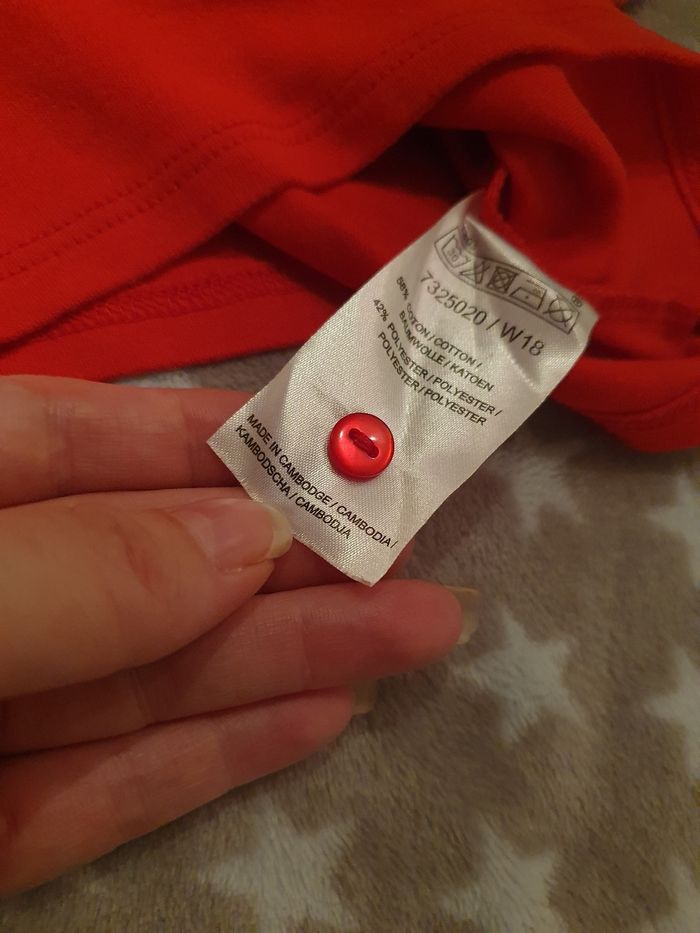 7325020 / W18
58% COTON / COTTON /
BAUMWOLLE / KATOEN
42% POLYESTER / POLYESTER /
POLYESTER / POLYESTER
MADE IN CAMBODGE / CAMBODIA /
KAMBODSCHA / CAMBODJA